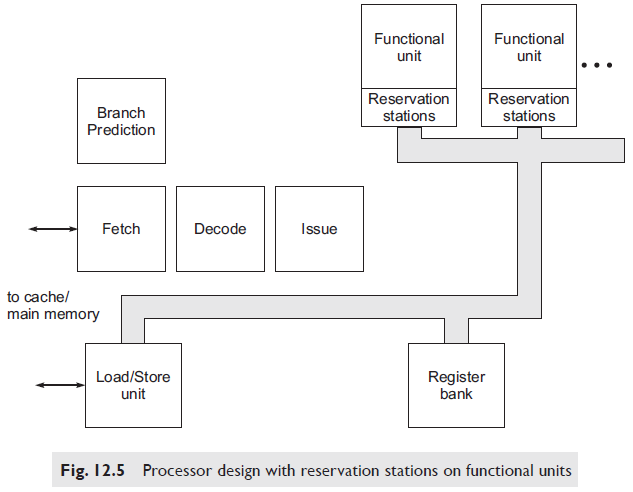 Functional
unit
Reservation
stations
Functional
unit
Reservation
stations
Branch
Prediction
Fetch
Decode
Issue
to cache/
main memory
Load/Store
unit
Register
bank
Fig. 12.5 Processor design with reservation stations on functional units